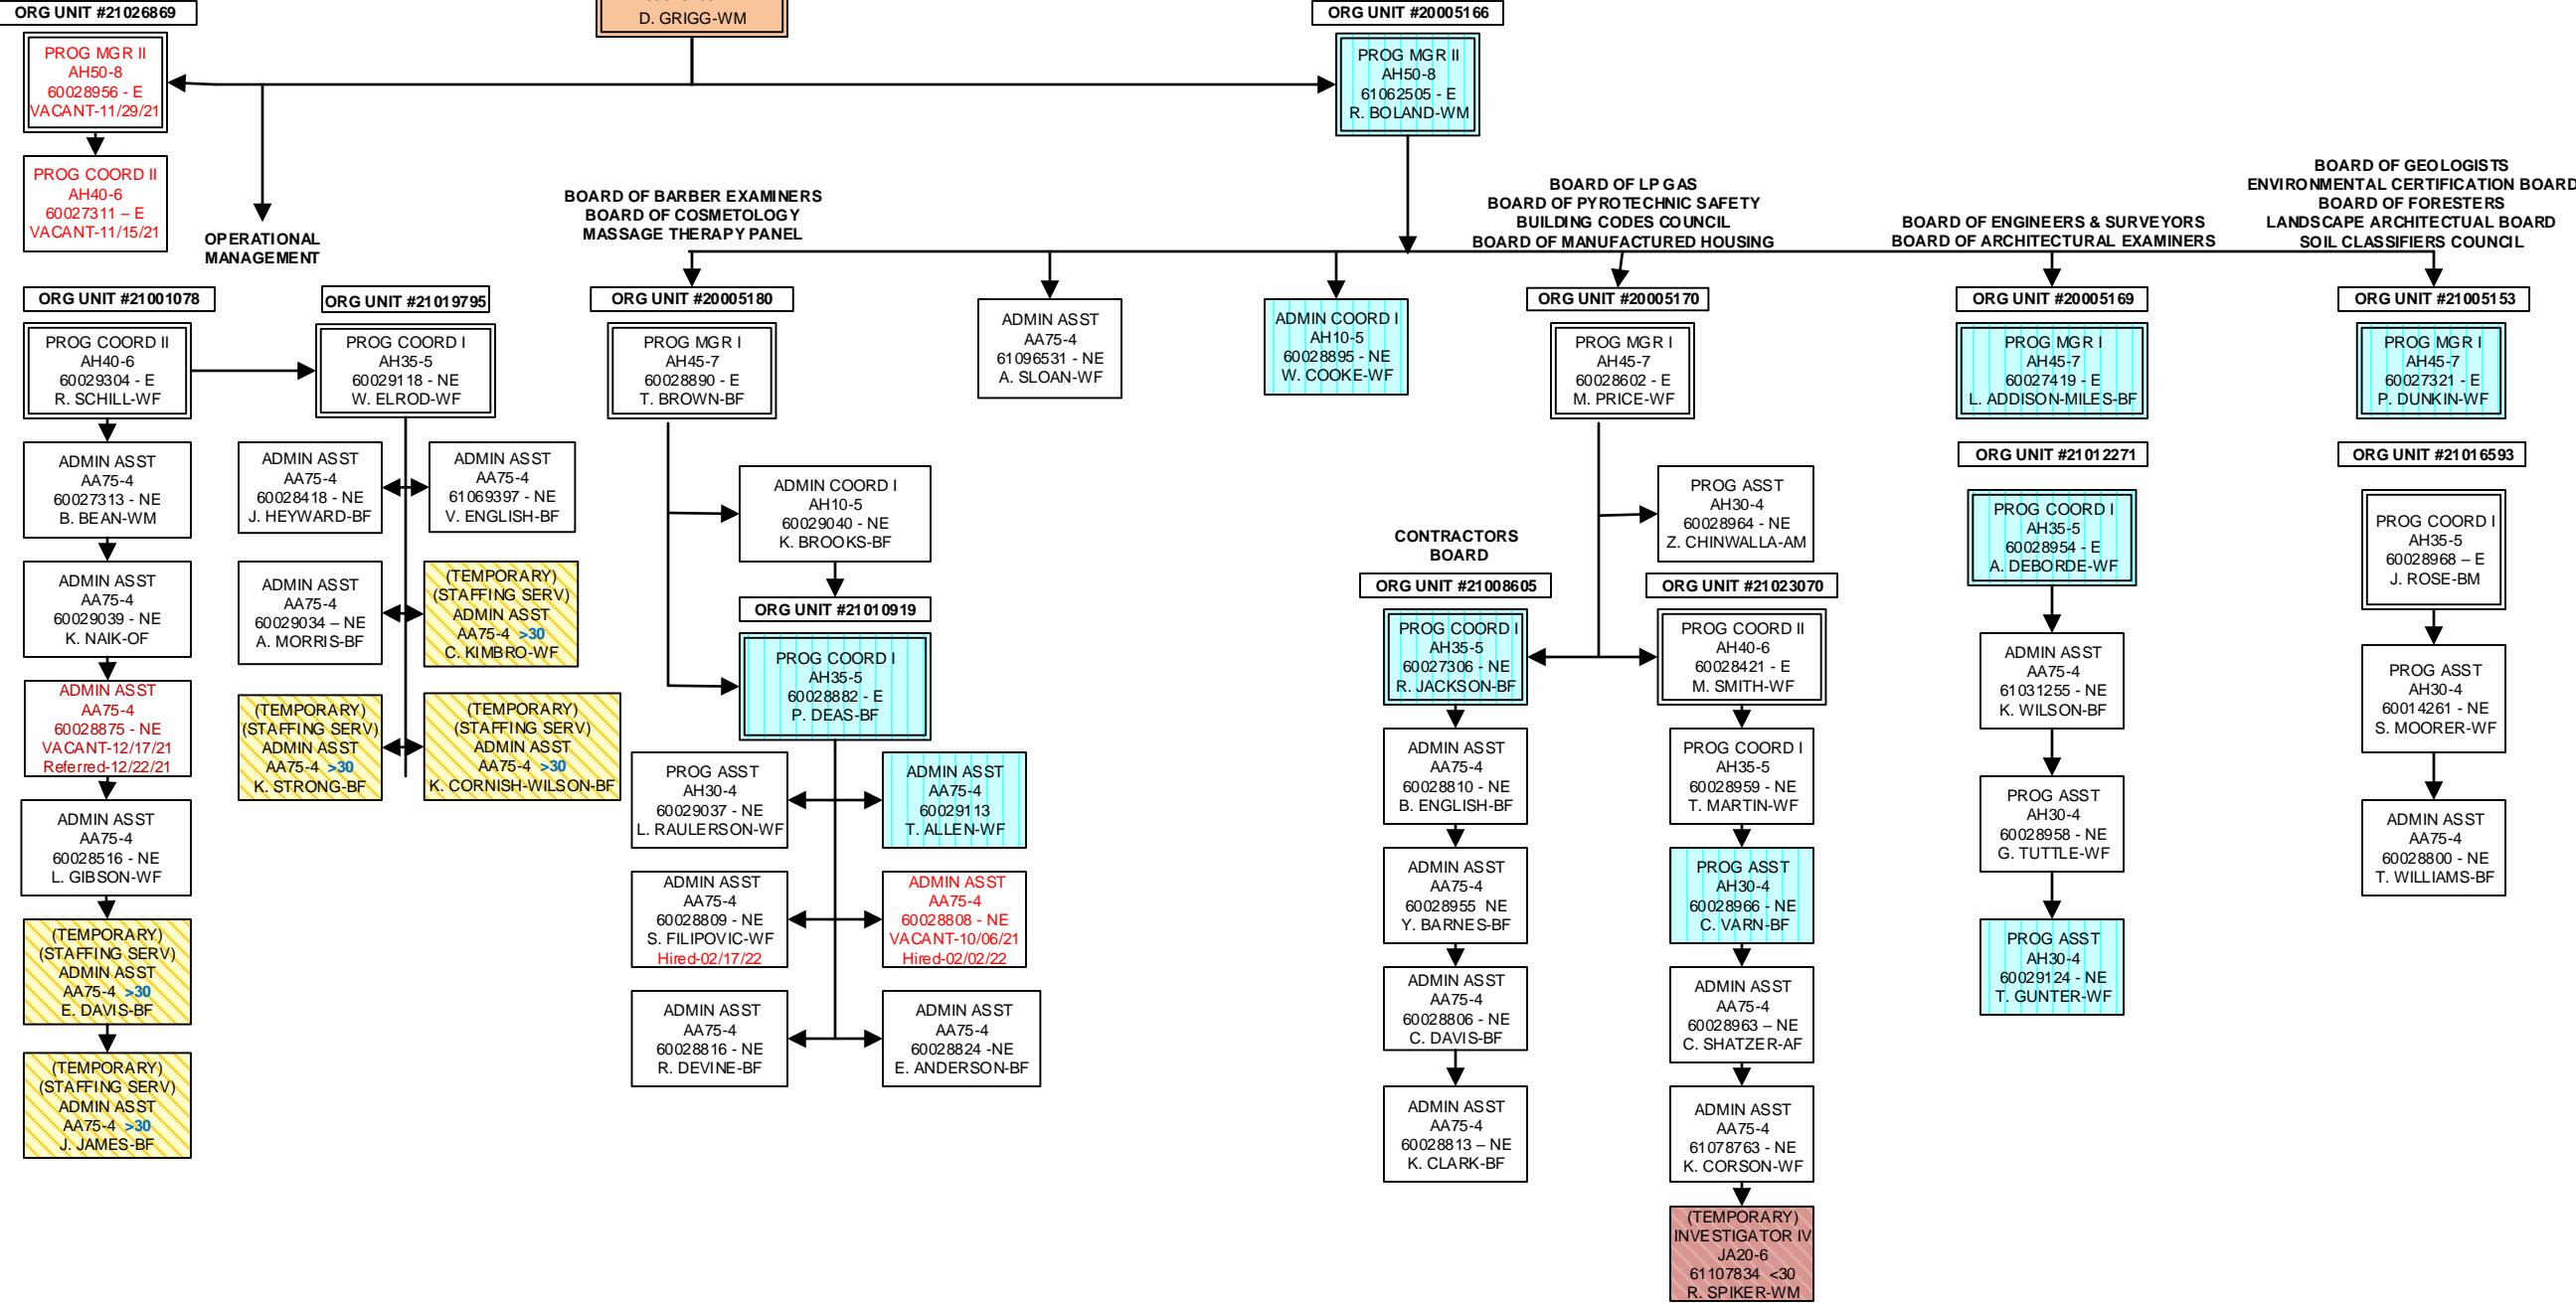 ORG UNIT #21026869
PROG MGR II
AH50-8
60028956 - E
VACANT-11/29/21
PROG COORD II
AH40-6
60027311 – E
VACANT-11/15/21
D. GRIGG-WM
ORG UNIT #20005166
PROG MGR II
AH50-8
61062505 - E
R. BOLAND-WM
OPERATIONAL
MANAGEMENT
BOARD OF BARBER EXAMINERS
BOARD OF COSMETOLOGY
MASSAGE THERAPY PANEL
BOARD OF LP GAS
BOARD OF PYROTECHNIC SAFETY
BUILDING CODES COUNCIL
BOARD OF MANUFACTURED HOUSING
BOARD OF ENGINEERS & SURVEYORS
BOARD OF ARCHITECTURAL EXAMINERS
BOARD OF GEOLOGISTS
ENVIRONMENTAL CERTIFICATION BOARD
BOARD OF FORESTERS
LANDSCAPE ARCHITECTUAL BOARD
SOIL CLASSIFIERS COUNCIL
ORG UNIT #21001078
PROG COORD II
AH40-6
60029304 - E
R. SCHILL-WF
ADMIN ASST
AA75-4
60027313 - NE
B. BEAN-WM
ADMIN ASST
AA75-4
60029039 - NE
K. NAIK-OF
ADMIN ASST
AA75-4
60028875 - NE
VACANT-12/17/21
Referred-12/22/21
ADMIN ASST
AA75-4
60028516 - NE
L. GIBSON-WF
(TEMPORARY)
(STAFFING SERV)
ADMIN ASST
AA75-4 >30
E. DAVIS-BF
(TEMPORARY)
(STAFFING SERV)
ADMIN ASST
AA75-4 >30
J. JAMES-BF
ORG UNIT #21019795
PROG COORD I
AH35-5
60029118 - NE
W. ELROD-WF
ADMIN ASST
AA75-4
60028418 - NE
J. HEYWARD-BF
ADMIN ASST
AA75-4
61069397 - NE
V. ENGLISH-BF
ADMIN ASST
AA75-4
60029034 – NE
A. MORRIS-BF
(TEMPORARY)
(STAFFING SERV)
ADMIN ASST
AA75-4 >30
C. KIMBRO-WF
(TEMPORARY)
(STAFFING SERV)
ADMIN ASST
AA75-4 >30
K. STRONG-BF
(TEMPORARY)
(STAFFING SERV)
ADMIN ASST
AA75-4 >30
K. CORNISH-WILSON-BF
ORG UNIT #20005180
PROG MGR I
AH45-7
60028890 - E
T. BROWN-BF
ADMIN COORD I
AH10-5
60029040 - NE
K. BROOKS-BF
ORG UNIT #21010919
PROG COORD I
AH35-5
60028882 - E
P. DEAS-BF
PROG ASST
AH30-4
60029037 - NE
L. RAULERSON-WF
ADMIN ASST
AA75-4
60029113
T. ALLEN-WF
ADMIN ASST
AA75-4
60028809 - NE
S. FILIPOVIC-WF
Hired-02/17/22
ADMIN ASST
AA75-4
60028808 - NE
VACANT-10/06/21
Hired-02/02/22
ADMIN ASST
AA75-4
60028816 - NE
R. DEVINE-BF
ADMIN ASST
AA75-4
60028824 -NE
E. ANDERSON-BF
ADMIN ASST
AA75-4
61096531 - NE
A. SLOAN-WF
ADMIN COORD I
AH10-5
60028895 - NE
W. COOKE-WF
ORG UNIT #20005170
PROG MGR I
AH45-7
60028602 - E
M. PRICE-WF
PROG ASST
AH30-4
60028964 - NE
Z. CHINWALLA-AM
CONTRACTORS
BOARD
ORG UNIT #21008605
PROG COORD I
AH35-5
60027306 - NE
R. JACKSON-BF
ADMIN ASST
AA75-4
60028810 - NE
B. ENGLISH-BF
ADMIN ASST
AA75-4
60028955 NE
Y. BARNES-BF
ADMIN ASST
AA75-4
60028806 - NE
C. DAVIS-BF
ADMIN ASST
AA75-4
60028813 – NE
K. CLARK-BF
ORG UNIT #21023070
PROG COORD II
AH40-6
60028421 - E
M. SMITH-WF
PROG COORD I
AH35-5
60028959 - NE
T. MARTIN-WF
PROG ASST
AH30-4
60028966 - NE
C. VARN-BF
ADMIN ASST
AA75-4
60028963 – NE
C. SHATZER-AF
ADMIN ASST
AA75-4
61078763 - NE
K. CORSON-WF
(TEMPORARY)
INVESTIGATOR IV
JA20-6
61107834 <30
R. SPIKER-WM
ORG UNIT #20005169
PROG MGR I
AH45-7
60027419 - E
L. ADDISON-MILES-BF
ORG UNIT #21012271
PROG COORD I
AH35-5
60028954 - E
A. DEBORDE-WF
ADMIN ASST
AA75-4
61031255 - NE
K. WILSON-BF
PROG ASST
AH30-4
60028958 - NE
G. TUTTLE-WF
PROG ASST
AH30-4
60029124 - NE
T. GUNTER-WF
ORG UNIT #21005153
PROG MGR I
AH45-7
60027321 - E
P. DUNKIN-WF
ORG UNIT #21016593
PROG COORD I
AH35-5
60028968 – E
J. ROSE-BM
PROG ASST
AH30-4
60014261 - NE
S. MOORER-WF
ADMIN ASST
AA75-4
60028800 - NE
T. WILLIAMS-BF